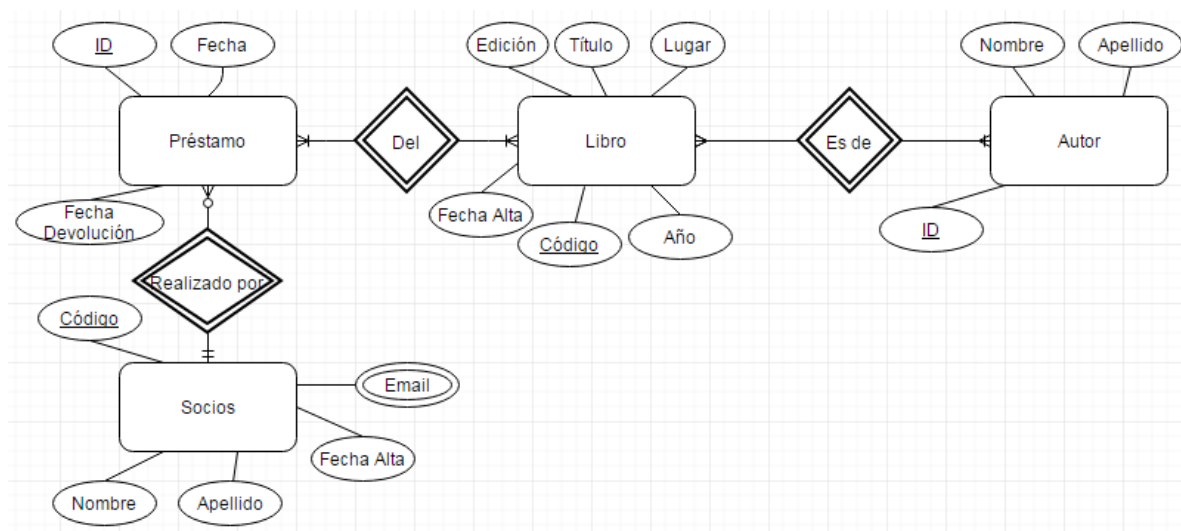 ID
Fecha
Edición
Título
Lugar
Nombre
Apellido
Préstamo
Del
Libro
Es de
Autor
Fecha
Devolución
Fecha Alta
Código
Año
ID
Realizado por
Código
Socios
Email
Fecha Alta
Nombre
Apellido